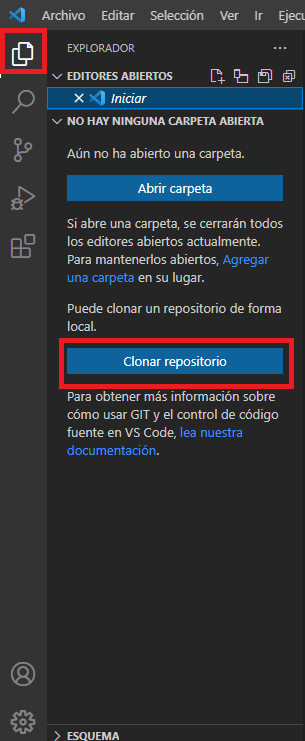 Archivo Editar Selección Ver Ir Ejecu
EXPLORADOR ...
EDITORES ABIERTOS
Iniciar
NO HAY NINGUNA CARPETA ABIERTA
Aún no ha abierto una carpeta.
Abrir carpeta
Si abre una carpeta, se cerrarán todos
los editores abiertos actualmente.
Para mantenerlos abiertos, Agregar
una carpeta en su lugar.
Puede clonar un repositorio de forma
local.
Clonar repositorio
Para obtener más información sobre
cómo usar GIT y el control de código
fuente en VS Code, lea nuestra
documentación.
ESQUEMA